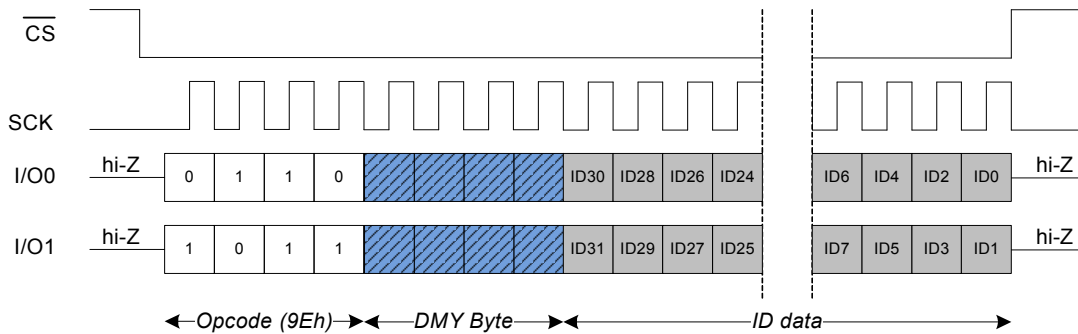 CS
SCK
hi-Z hi-Z
I/O0 0 1 1 0 ID30 ID28 ID26 ID24 ID6 ID4 ID2 ID0
hi-Z hi-Z
I/O1 1 0 1 1 ID31 ID29 ID27 ID25 ID7 ID5 ID3 ID1
Opcode (9Eh) DMY Byte ID data